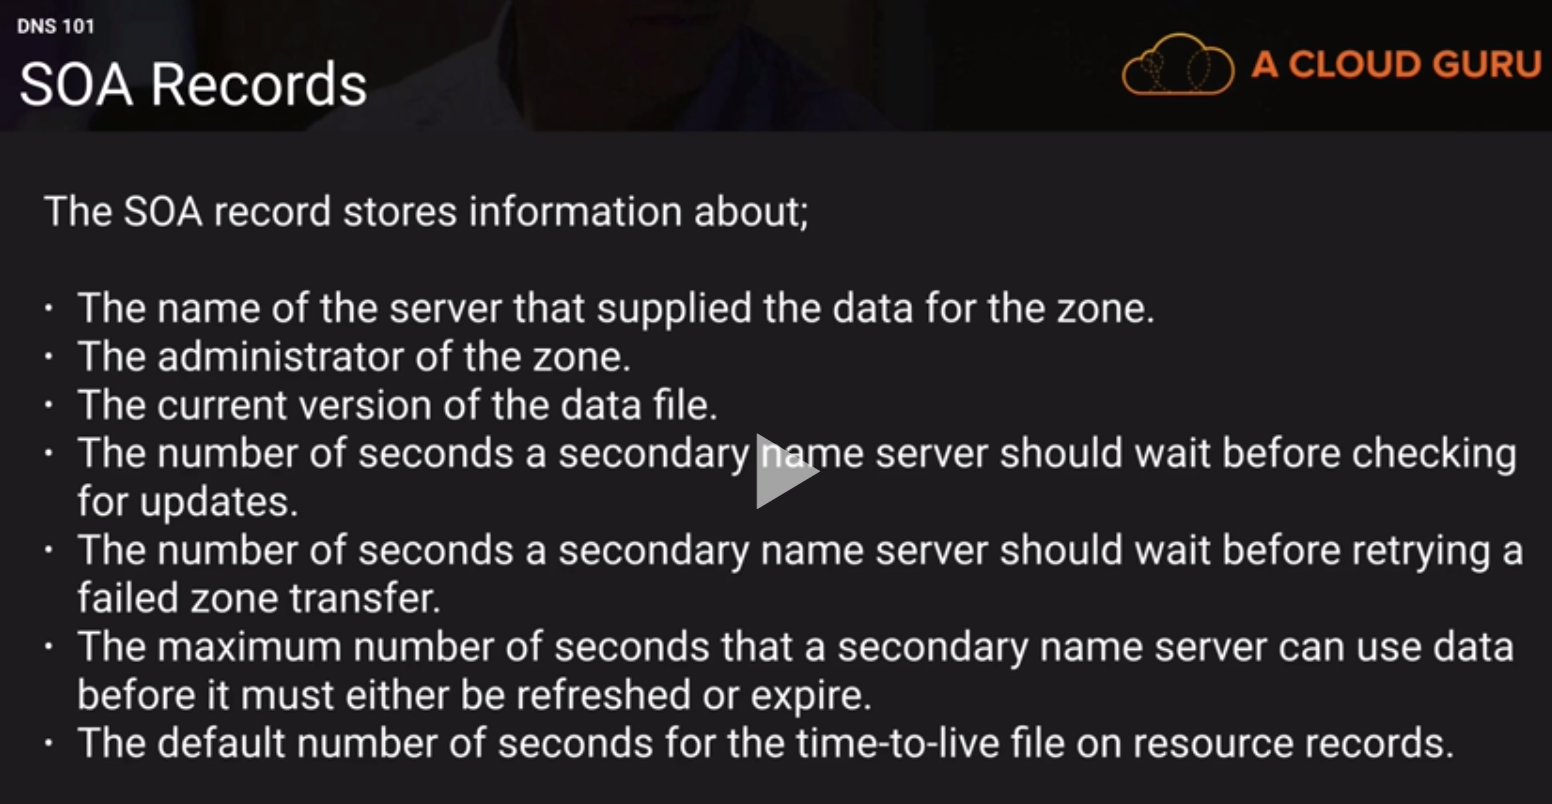 DNS 101
SOA Records
A CLOUD GURU
The SOA record stores information about;
· The name of the server that supplied the data for the zone.
· The administrator of the zone.
· The current version of the data file.
· The number of seconds a secondary name server should wait before checking
for updates.
· The number of seconds a secondary name server should wait before retrying a
failed zone transfer.
· The maximum number of seconds that a secondary name server can use data
before it must either be refreshed or expire.
· The default number of seconds for the time-to-live file on resource records.